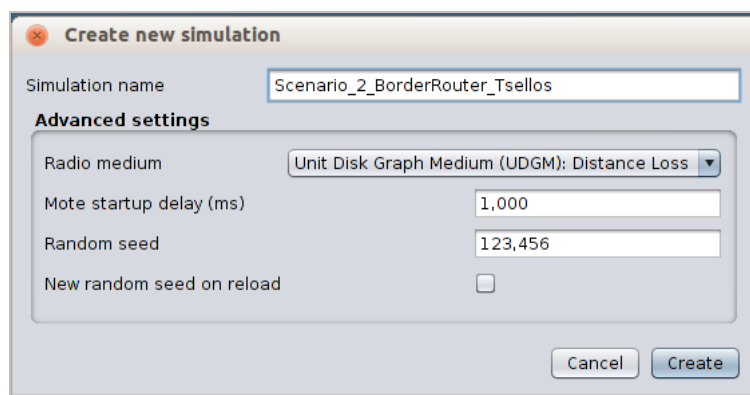 Create new simulation
Simulation name Scenario_2_BorderRouter_Tsellos
Advanced settings
Radio medium Unit Disk Graph Medium (UDGM): Distance Loss
Mote startup delay (ms) 1,000
Random seed 123,456
New random seed on reload
Cancel Create